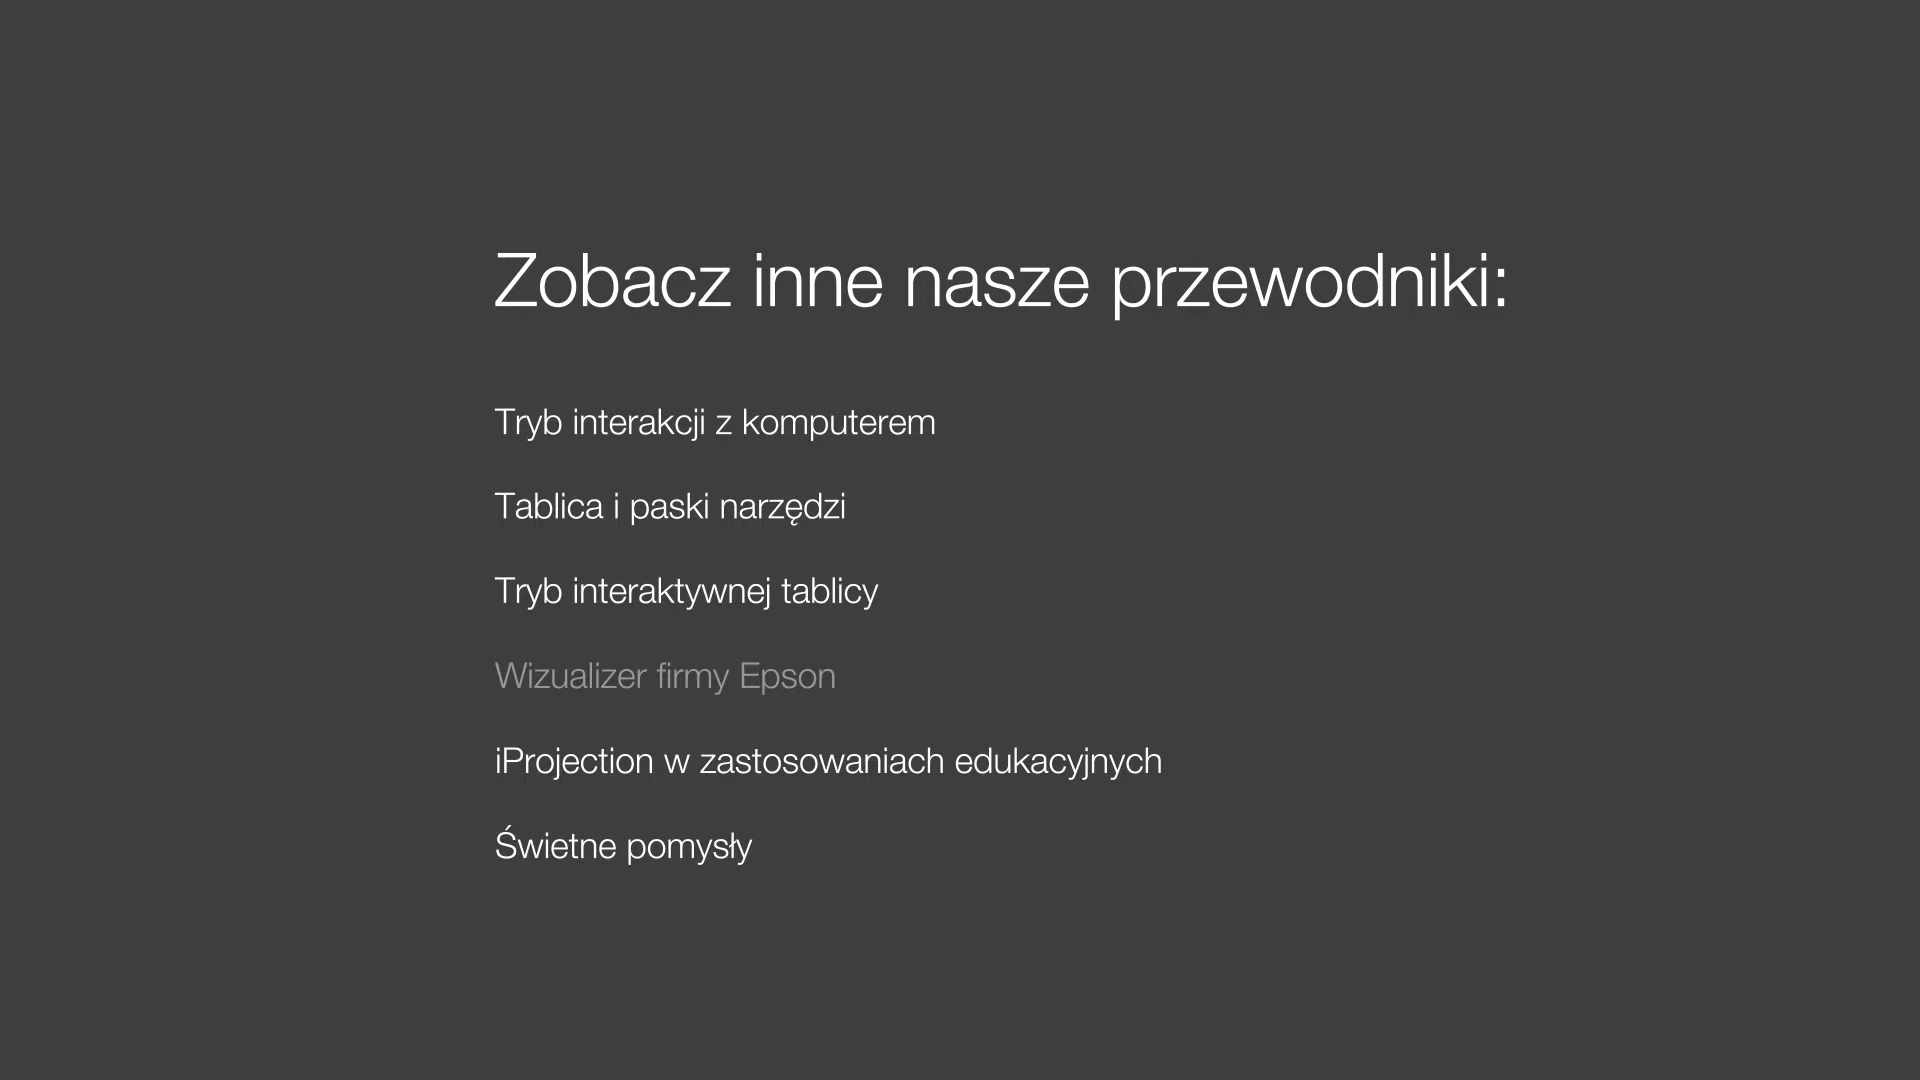 Zobacz inne nasze przewodniki:
Tryb interakcji z komputerem
Tablica i paski narzędzi
Tryb interaktywnej tablicy
Wizualizer firmy Epson
iProjection w zastosowaniach edukacyjnych
Świetne pomysły